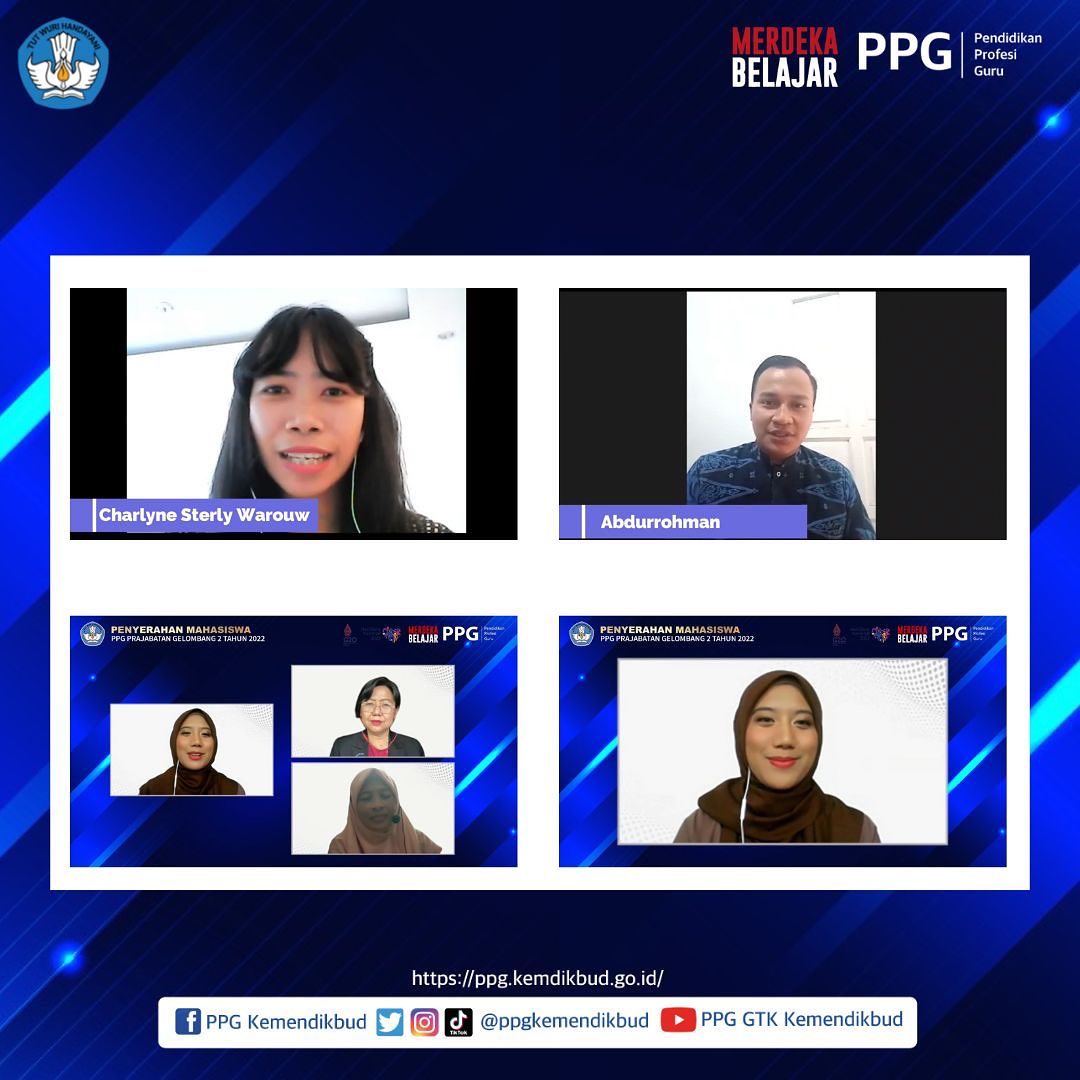 TUT WURI HANDAYANI
MERDEKA
BELAJAR
PPG
Pendidikan
Profesi
Guru
Charlyne Sterly Warouw
Abdurrohman
PENYERAHAN MAHASISWA
PPG PRAJABATAN GELOMBANG 2 TAHUN 2022
MERDEKA
BELAJAR
PPG
Pendidikan
Profesi
Guru
PENYERAHAN MAHASISWA
PPG PRAJABATAN GELOMBANG 2 TAHUN 2022
MERDEKA
BELAJAR
PPG
Pendidikan
Profesi
Guru
https://ppg.kemdikbud.go.id/
PPG Kemendikbud
TikTok
@ppgkemendikbud
PPG GTK Kemendikbud